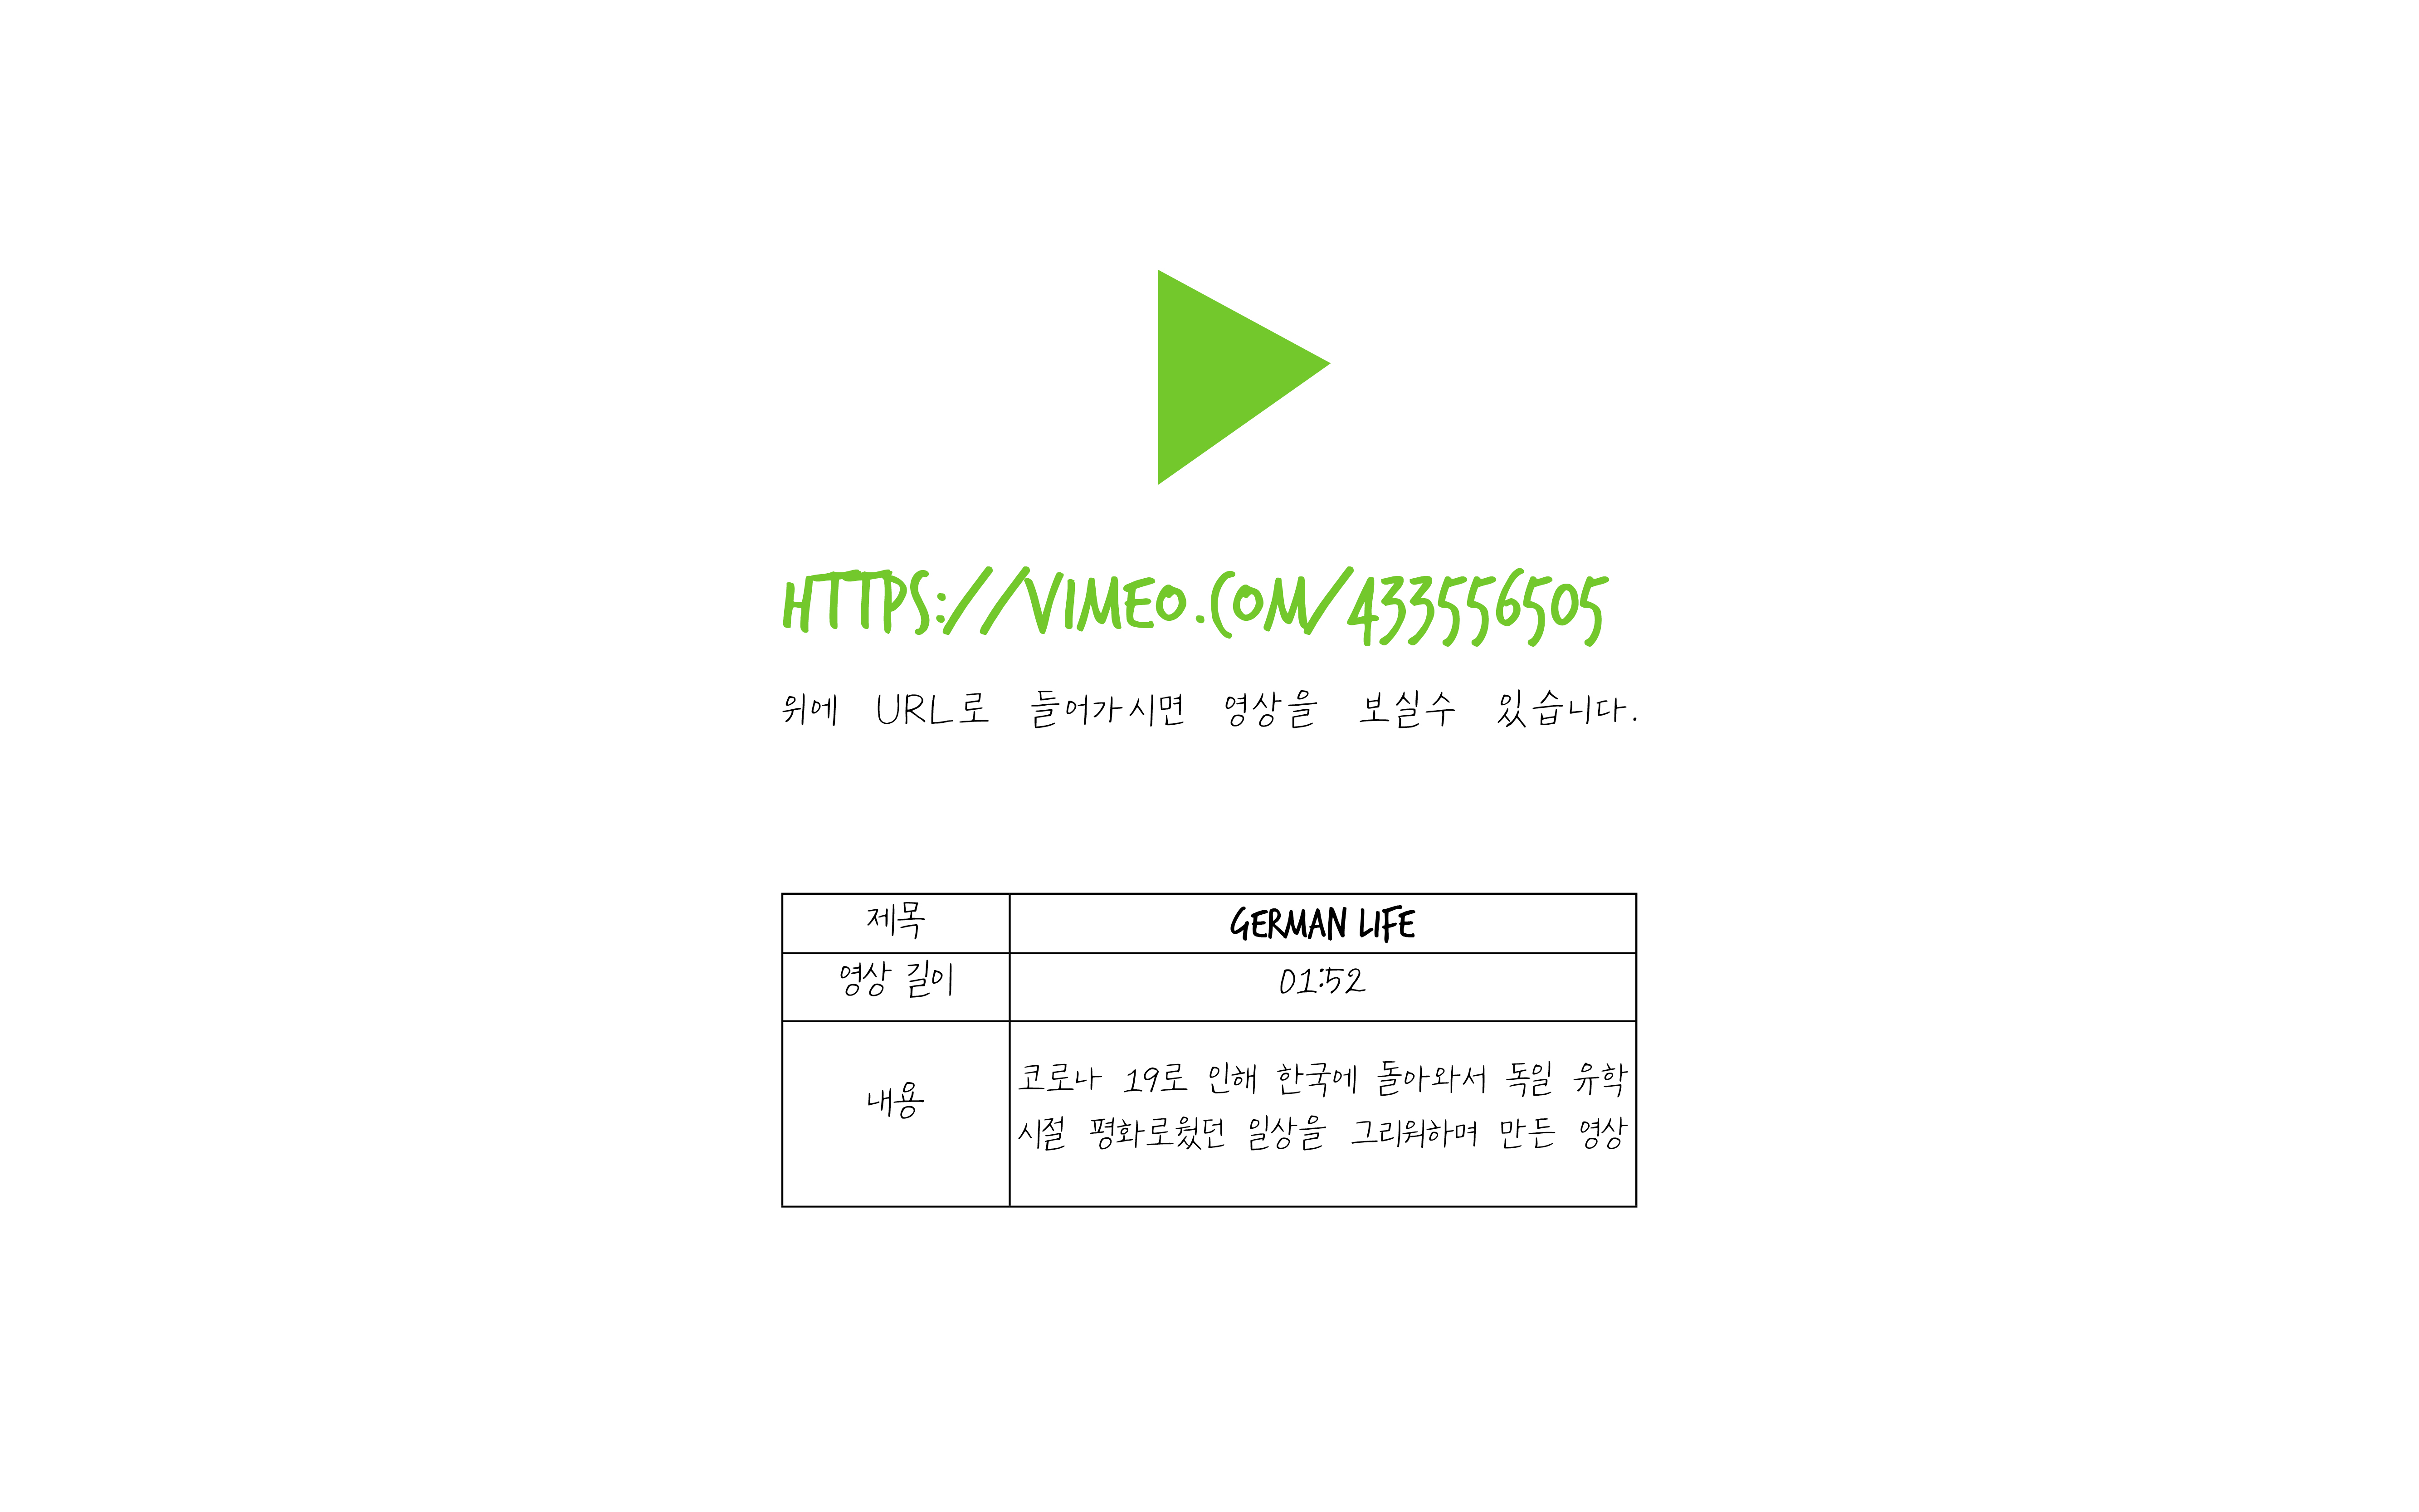 HTTPS://VIMEO.COM/433556505
위에 URL로 들어가시면 영상을 보실수 있습니다.
제목
GERMAN LIFE
영상 길이
01:52
내용
코로나 19로 인해 한국에 돌아와서 독일 유학
시절 평화로웠던 일상을 그리워하며 만든 영상